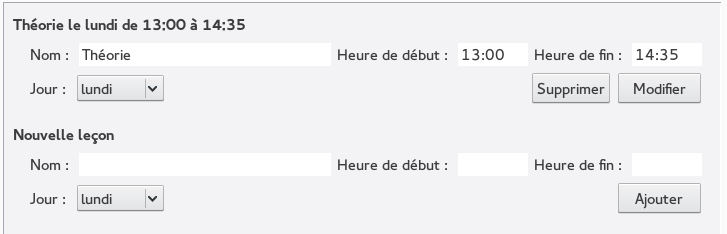 Théorie le lundi de 13:00 à 14:35
Nom : Théorie Heure de début : 13:00 Heure de fin : 14:35
Jour : lundi Supprimer Modifier
Nouvelle leçon
Nom : Heure de début : Heure de fin :
Jour : lundi Ajouter